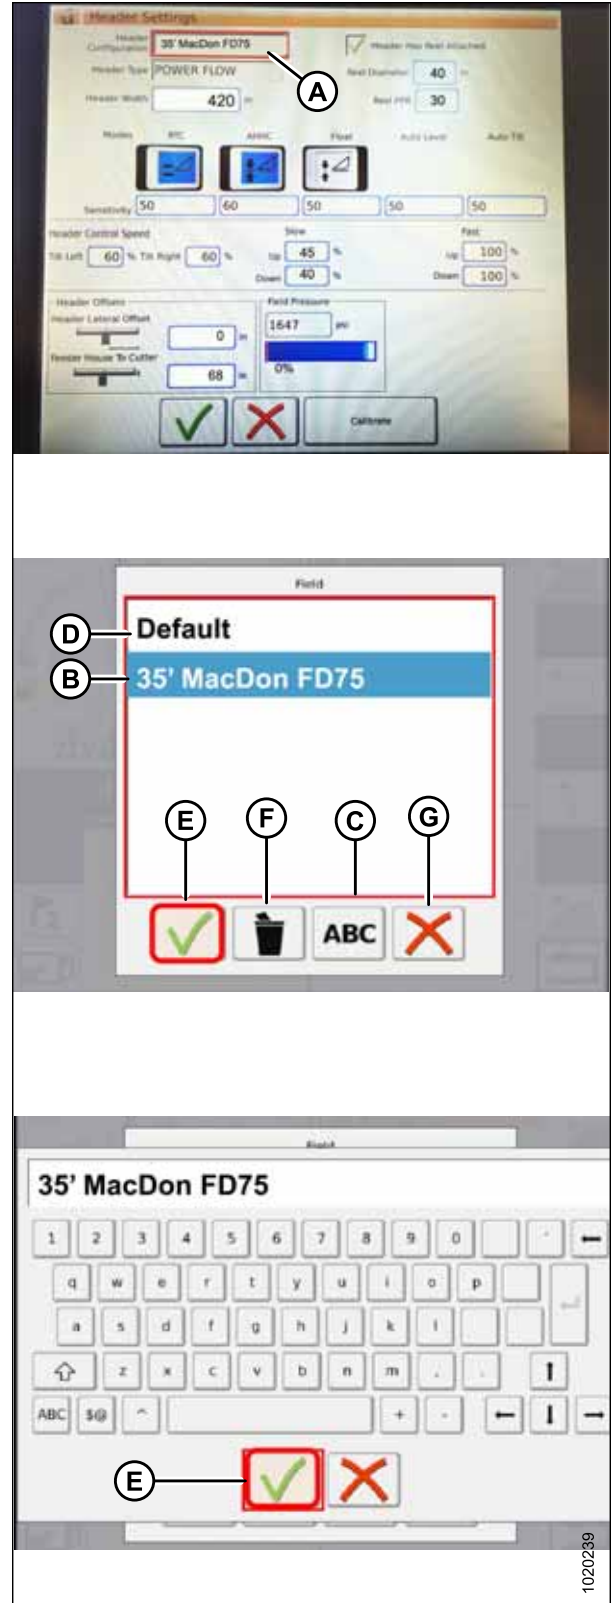 Header Settings
Header Configuration 35' MacDon FD75 Header Has Reel Attached
A
Header Type POWER FLOW Reel Diameter 40 in
Header Width 420 in Reel PPR 30
Modes RTC AHHC Float Auto Level Auto Tilt
Sensitivity 50 60 50 50 50
Header Control Speed Slow Fast
Tilt Left 60 % Tilt Right 60 % Up 45 % Up 100 %
Down 40 % Down 100 %
Header Offsets Field Pressure
Header Lateral Offset 0 in 1647 psi
Feeder House To Cutter 68 in 0%
Calibrate
Field
D Default
B 35' MacDon FD75
E F C G
ABC
Field
35' MacDon FD75
1 2 3 4 5 6 7 8 9 0 '
q w e r t y u i o p
a s d f g h j k l
z x c v b n m , .
ABC $@ ^ + -
E
1020239